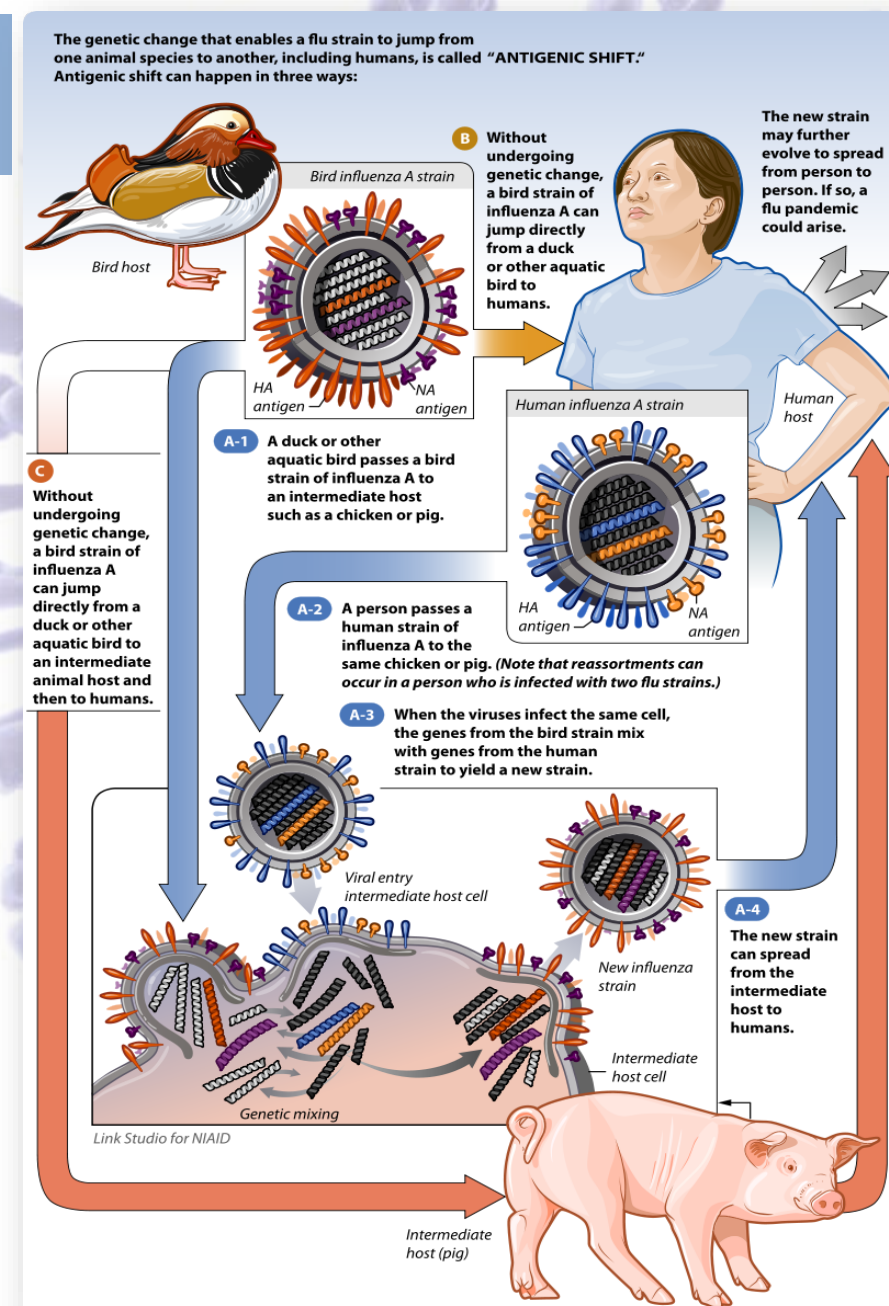 The genetic change that enables a flu strain to jump from
one animal species to another, including humans, is called “ANTIGENIC SHIFT.“
Antigenic shift can happen in three ways:
Bird host
Bird influenza A strain
HA
antigen
NA
antigen
B
Without
undergoing
genetic change,
a bird strain of
influenza A can
jump directly
from a duck
or other aquatic
bird to
humans.
The new strain
may further
evolve to spread
from person to
person. If so, a
flu pandemic
could arise.
Human
host
A-1
A duck or other
aquatic bird passes a bird
strain of influenza A to
an intermediate host
such as a chicken or pig.
Human influenza A strain
HA
antigen
NA
antigen
C
Without
undergoing
genetic change,
a bird strain of
influenza A
can jump
directly from a
duck or other
aquatic bird to
an intermediate
animal host and
then to humans.
A-2
A person passes a
human strain of
influenza A to the
same chicken or pig. (Note that reassortments can
occur in a person who is infected with two flu strains.)
A-3
When the viruses infect the same cell,
the genes from the bird strain mix
with genes from the human
strain to yield a new strain.
Viral entry
intermediate host cell
New influenza
strain
A-4
The new strain
can spread
from the
intermediate
host to
humans.
Intermediate
host cell
Genetic mixing
Link Studio for NIAID
Intermediate
host (pig)